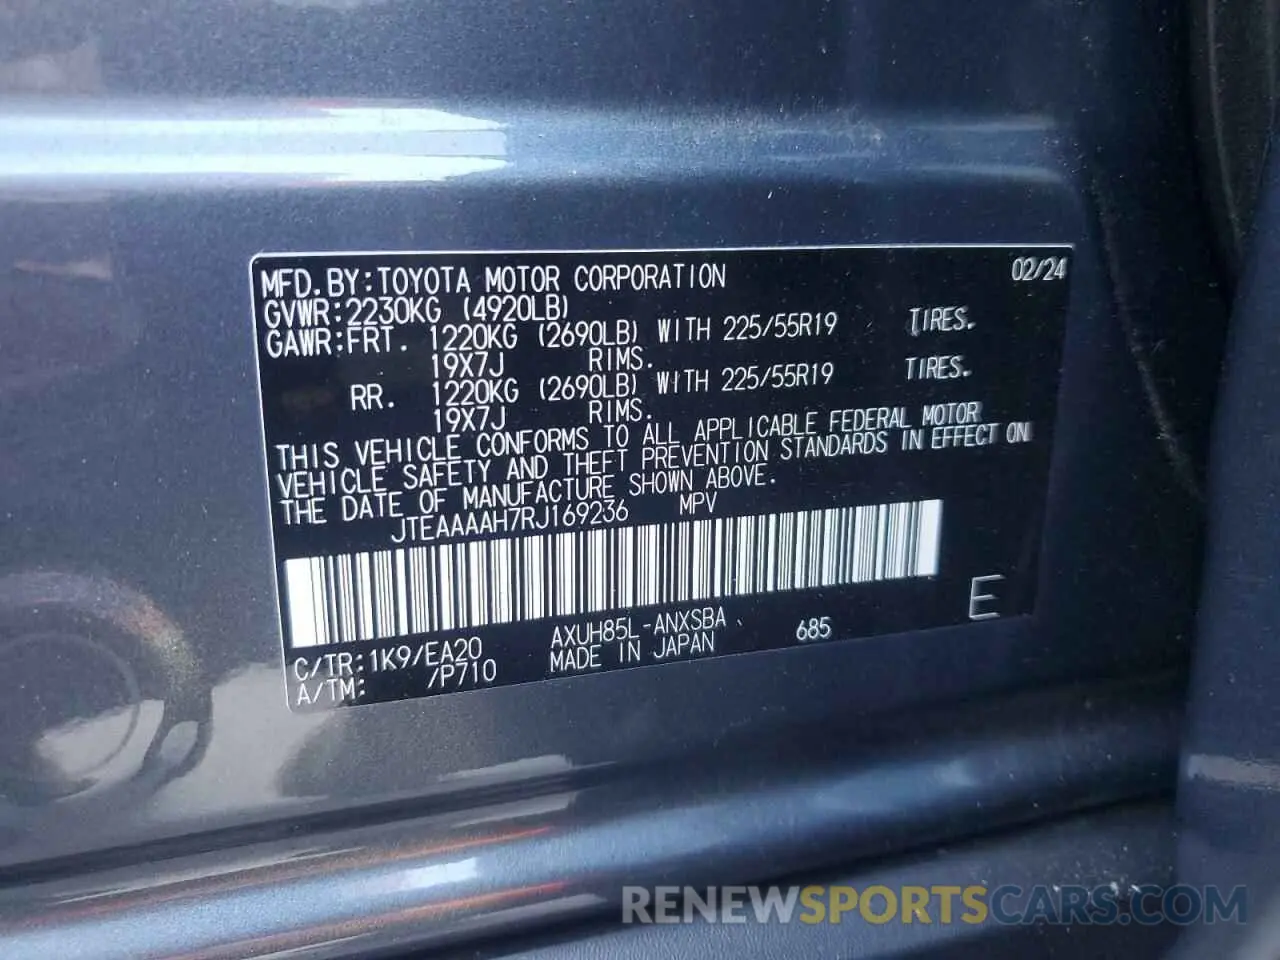 MFD.BY:TOYOTA MOTOR CORPORATION 02/24
GVWR:2230KG (4920LB)
GAWR:FRT. 1220KG (2690LB) WITH 225/55R19 TIRES.
19X7J RIMS.
RR. 1220KG (2690LB) WITH 225/55R19 TIRES.
19X7J RIMS.
THIS VEHICLE CONFORMS TO ALL APPLICABLE FEDERAL MOTOR
VEHICLE SAFETY AND THEFT PREVENTION STANDARDS IN EFFECT ON
THE DATE OF MANUFACTURE SHOWN ABOVE.
JTEAAAAH7RJ169236 MPV
E
C/TR:1K9/EA20 AXUH85L-ANXSBA 685
A/TM: /P710 MADE IN JAPAN
RENEWSPORTSCARS.COM